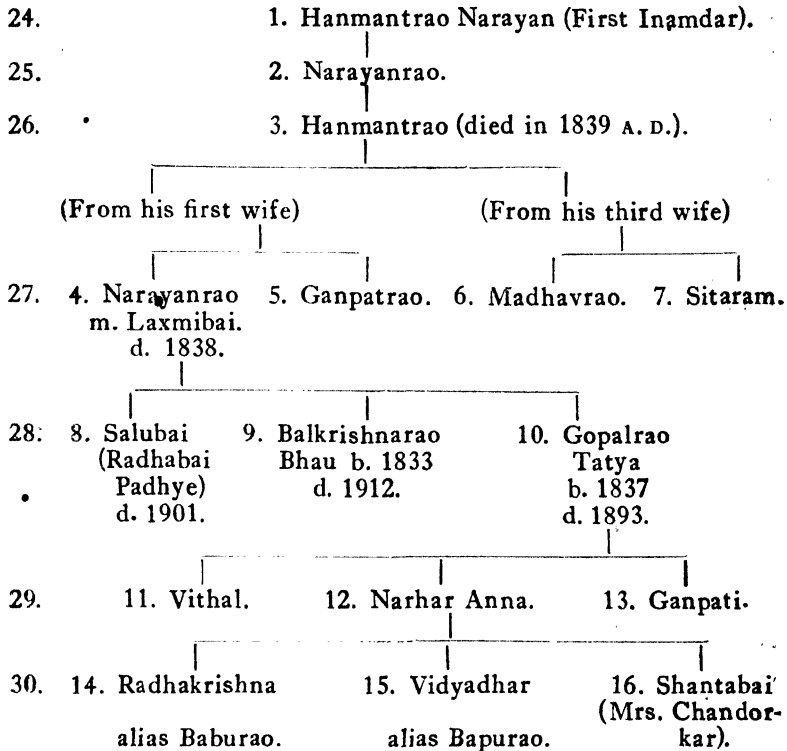 24. 1. Hanmantrao Narayan (First Inamdar).
25. 2. Narayanrao.
26. 3. Hanmantrao (died in 1839 A. D.).
(From his first wife) (From his third wife)
27. 4. Narayanrao 5. Ganpatrao. 6. Madhavrao. 7. Sitaram.
m. Laxmibai.
d. 1838.
28. 8. Salubai 9. Balkrishnarao 10. Gopalrao
(Radhabai Bhau b. 1833 Tatya
Padhye) d. 1912. b. 1837
d. 1901. d. 1893.
29. 11. Vithal. 12. Narhar Anna. 13. Ganpati.
30. 14. Radhakrishna 15. Vidyadhar 16. Shantabai
(Mrs. Chandor-
alias Baburao. alias Bapurao. kar).